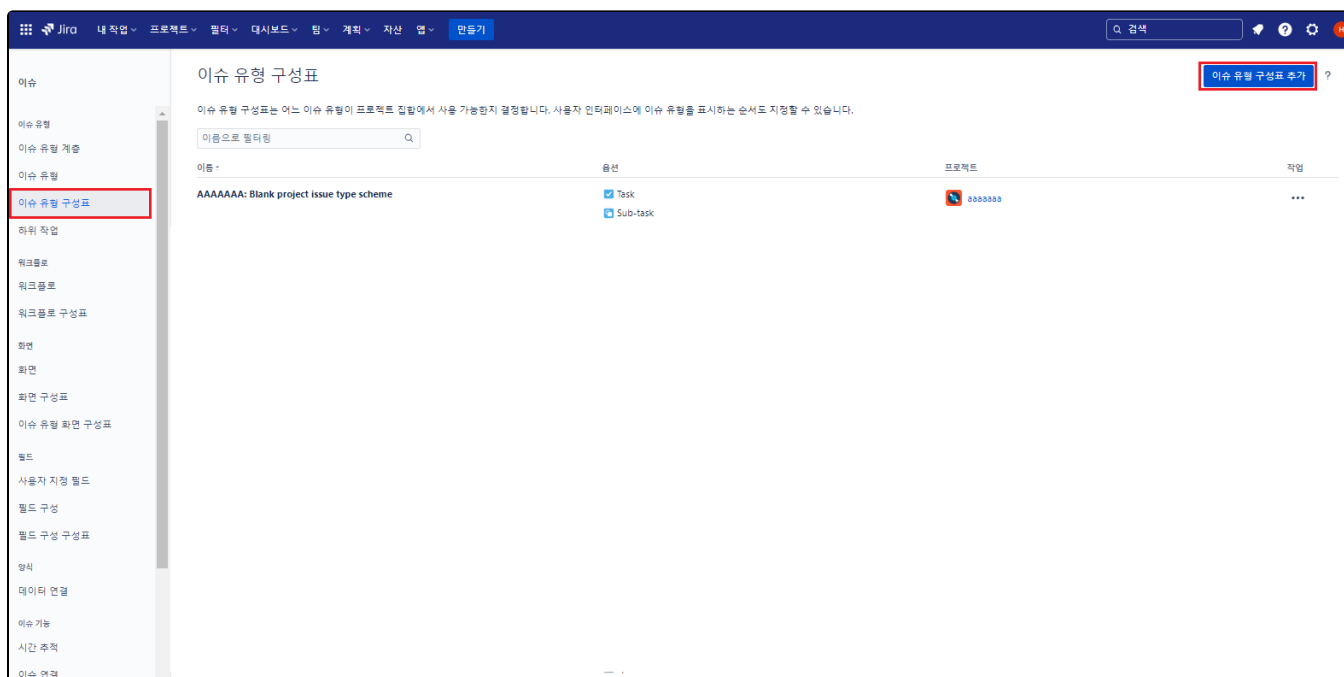 Jira 내 작업 프로젝트 필터 대시보드 팀 계획 자산 앱 만들기 검색
이슈
이슈 유형
이슈 유형 계층
이슈 유형
이슈 유형 구성표
하위 작업
워크플로
워크플로
워크플로 구성표
화면
화면
화면 구성표
이슈 유형 화면 구성표
필드
사용자 지정 필드
필드 구성
필드 구성 구성표
양식
데이터 연결
이슈 기능
시간 추적
이슈 연결
이슈 유형 구성표
이슈 유형 구성표 추가 ?
이슈 유형 구성표는 어느 이슈 유형이 프로젝트 집합에서 사용 가능한지 결정합니다. 사용자 인터페이스에 이슈 유형을 표시하는 순서도 지정할 수 있습니다.
이름으로 필터링
이름 옵션 프로젝트 작업
AAAAAAA: Blank project issue type scheme Task aaaaaaa
Sub-task